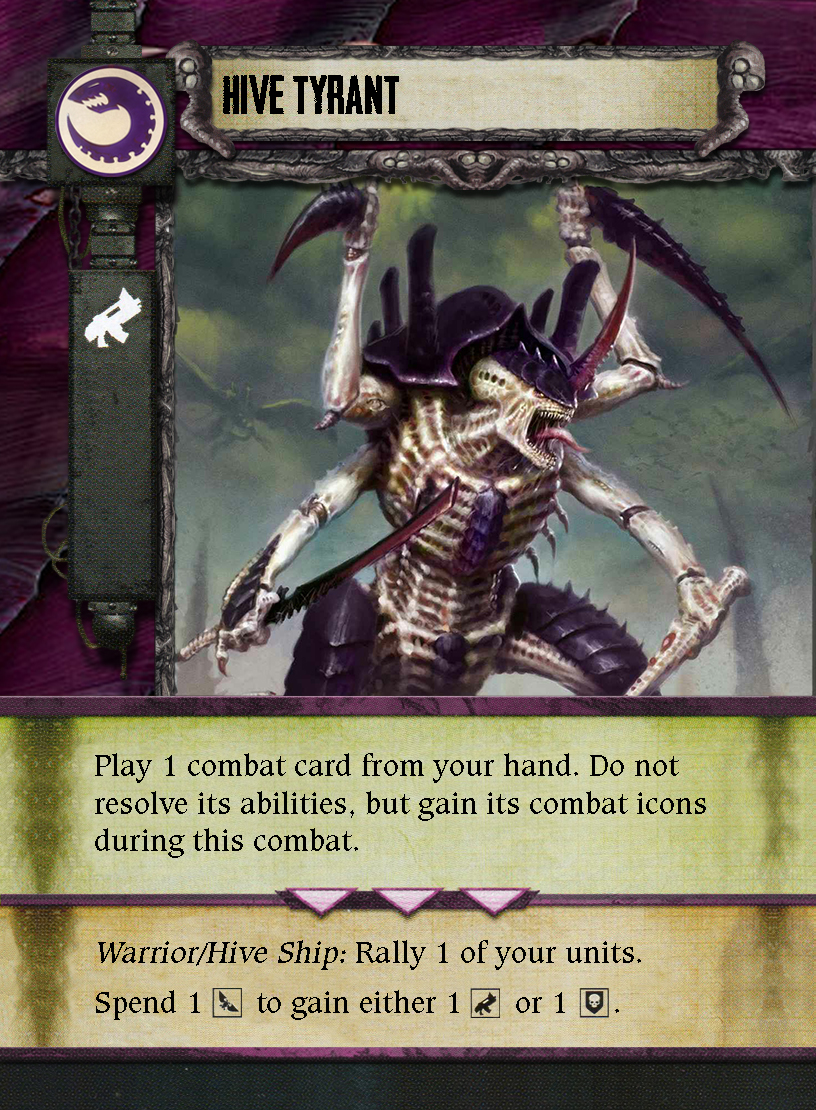 HIVE TYRANT
Play 1 combat card from your hand. Do not
resolve its abilities, but gain its combat icons
during this combat.
Warrior/Hive Ship: Rally 1 of your units.
Spend 1 to gain either 1 or 1 .